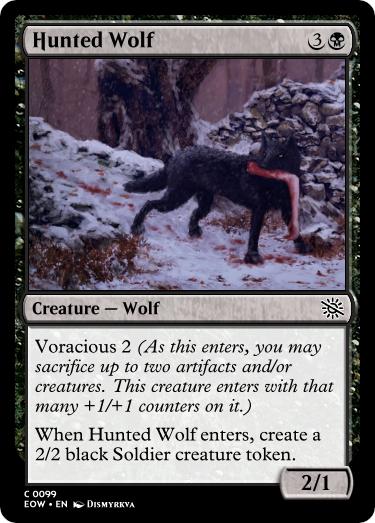 Hunted Wolf 3
Creature — Wolf
Voracious 2 (As this enters, you may
sacrifice up to two artifacts and/or
creatures. This creature enters with that
many +1/+1 counters on it.)
When Hunted Wolf enters, create a
2/2 black Soldier creature token.
2/1
C 0099
EOW • EN Dismyrkva